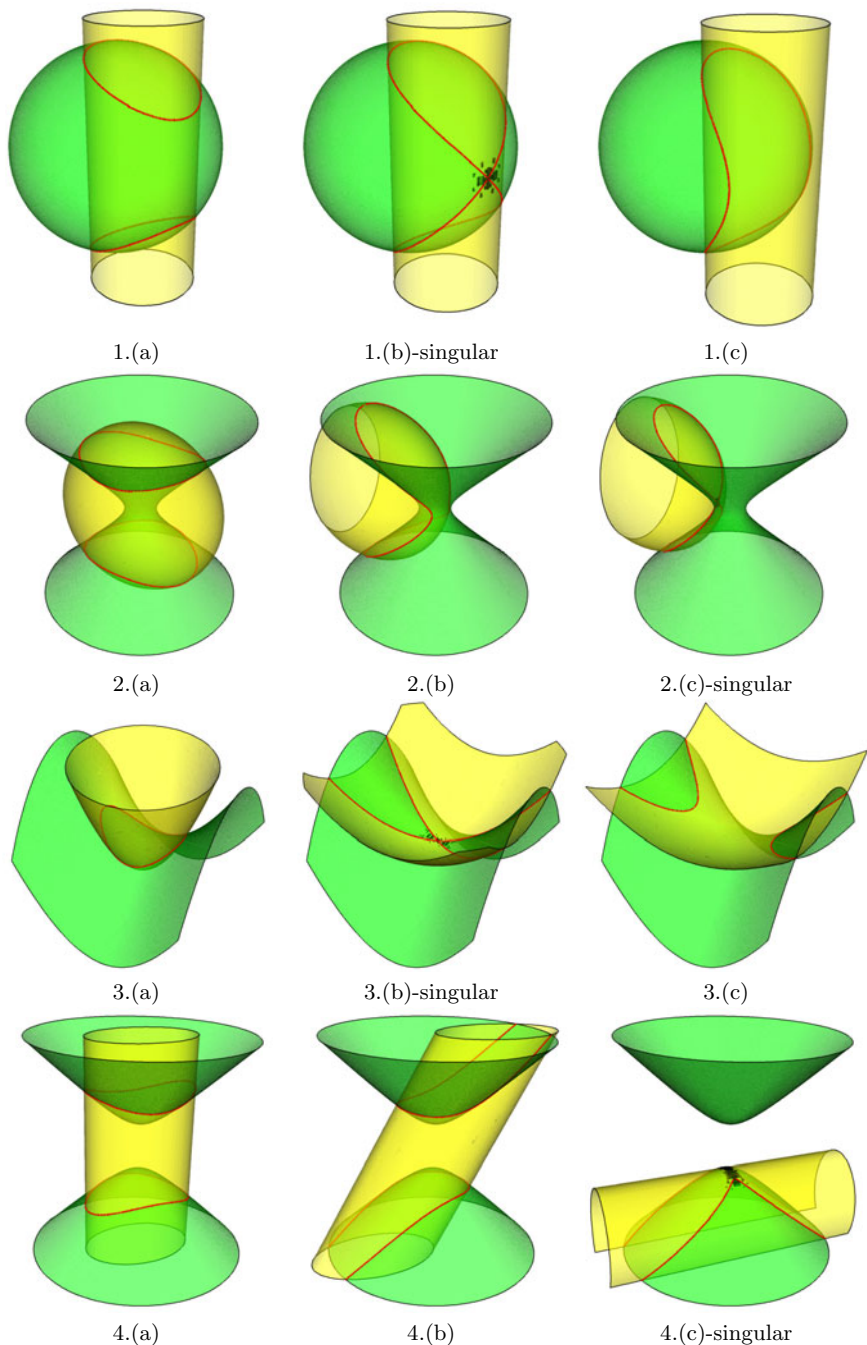 1.(a) 1.(b)-singular 1.(c)
2.(a) 2.(b) 2.(c)-singular
3.(a) 3.(b)-singular 3.(c)
4.(a) 4.(b) 4.(c)-singular